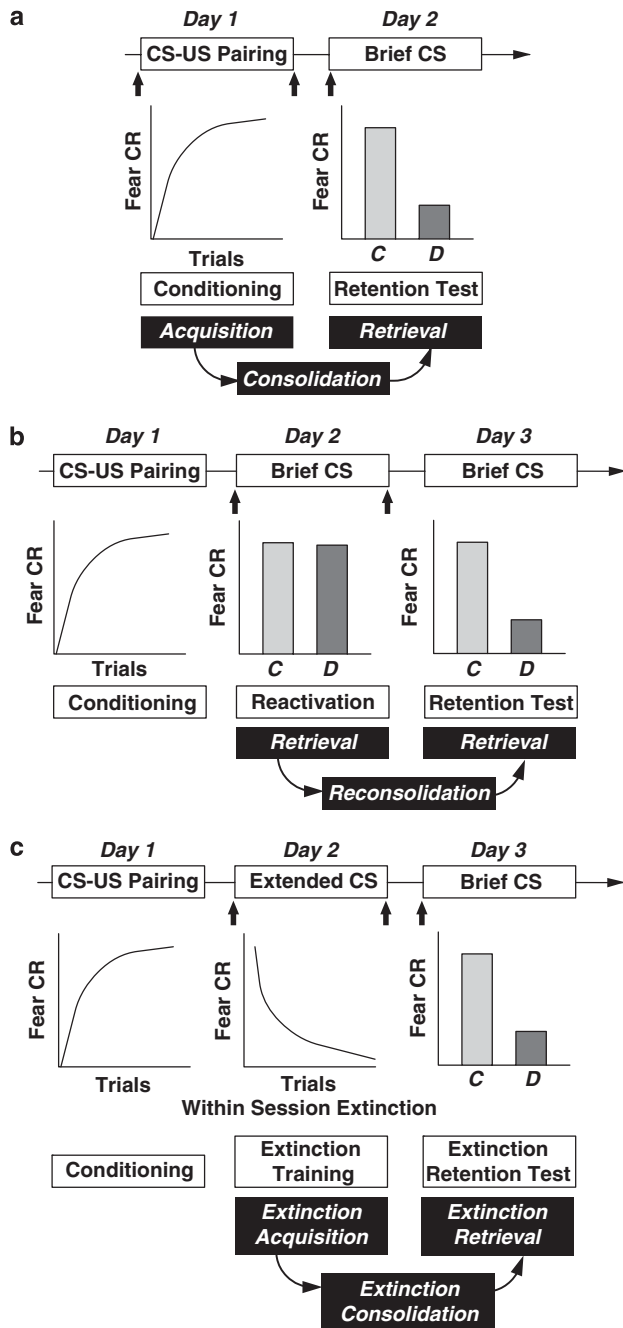 a
Day 1 Day 2
CS-US Pairing Brief CS
Fear CR Fear CR
Trials C D
Conditioning Retention Test
Acquisition Retrieval
Consolidation
b
Day 1 Day 2 Day 3
CS-US Pairing Brief CS Brief CS
Fear CR Fear CR Fear CR
Trials C D C D
Conditioning Reactivation Retention Test
Retrieval Retrieval
Reconsolidation
c
Day 1 Day 2 Day 3
CS-US Pairing Extended CS Brief CS
Fear CR Fear CR Fear CR
Trials Trials C D
Within Session Extinction
Conditioning Extinction Extinction
Training Retention Test
Extinction Extinction
Acquisition Retrieval
Extinction
Consolidation